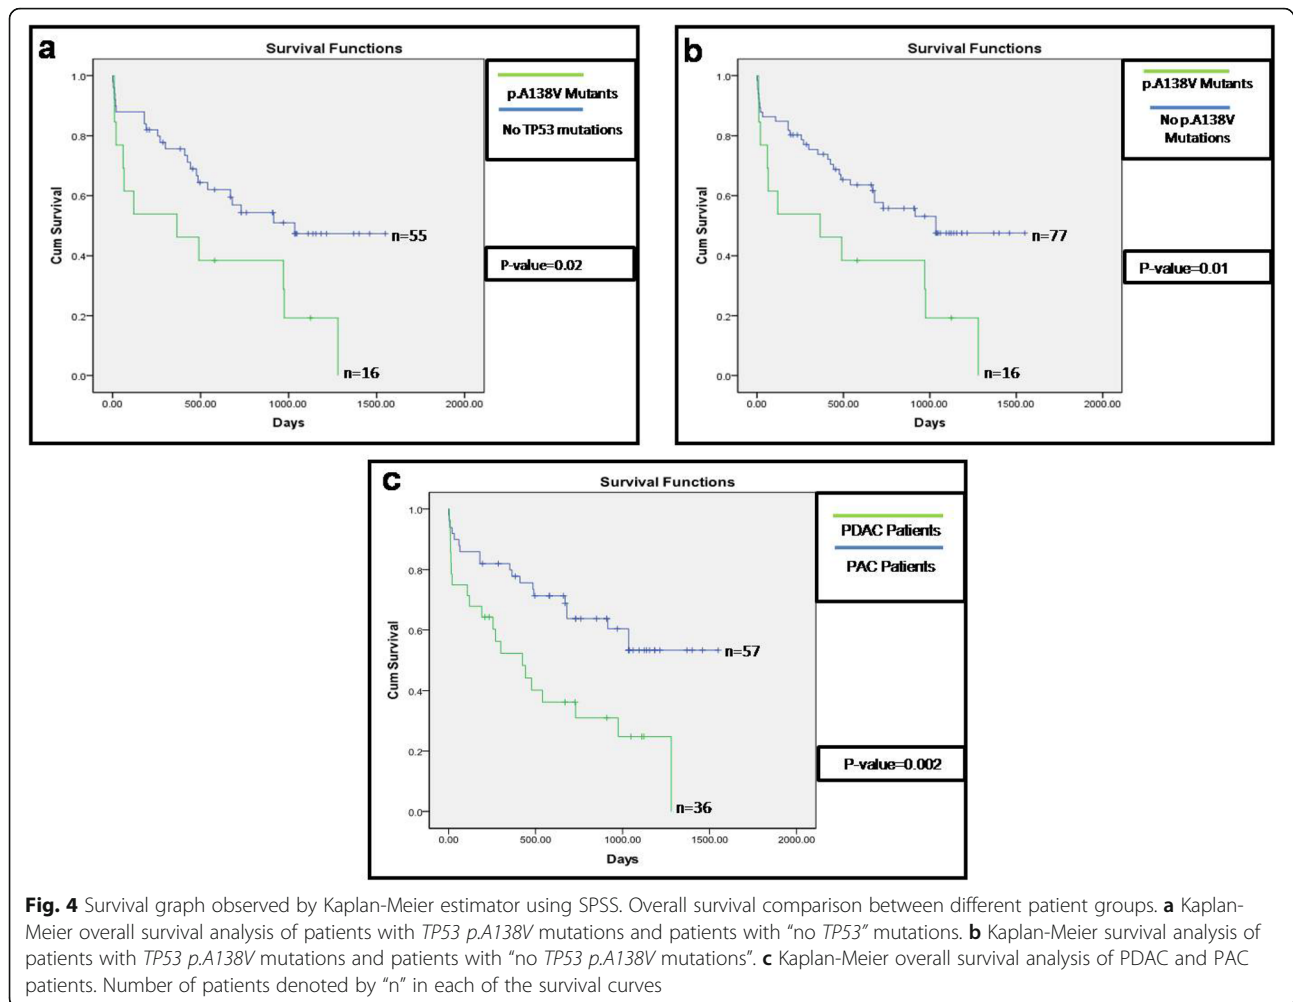 a
Survival Functions
Cum Survival
1.0
0.8
0.6
0.4
0.2
0.0
0.00 500.00 1000.00 1500.00 2000.00
Days
n=55
n=16
p.A138V Mutants
No TP53 mutations
P-value=0.02
b
Survival Functions
Cum Survival
1.0
0.8
0.6
0.4
0.2
0.0
0.00 500.00 1000.00 1500.00 2000.00
Days
n=77
n=16
p.A138V Mutants
No p.A138V
Mutations
P-value=0.01
c
Survival Functions
Cum Survival
1.0
0.8
0.6
0.4
0.2
0.0
0.00 500.00 1000.00 1500.00 2000.00
Days
n=57
n=36
PDAC Patients
PAC Patients
P-value=0.002
Fig. 4 Survival graph observed by Kaplan-Meier estimator using SPSS. Overall survival comparison between different patient groups. a Kaplan-
Meier overall survival analysis of patients with TP53 p.A138V mutations and patients with “no TP53” mutations. b Kaplan-Meier survival analysis of
patients with TP53 p.A138V mutations and patients with “no TP53 p.A138V mutations”. c Kaplan-Meier overall survival analysis of PDAC and PAC
patients. Number of patients denoted by “n” in each of the survival curves